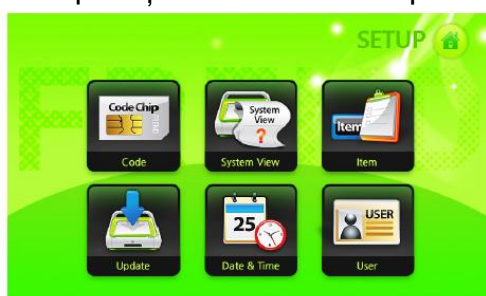 SETUP
Code Chip
System
View
?
Item
Code
System View
Item
25
USER
Update
Date & Time
User